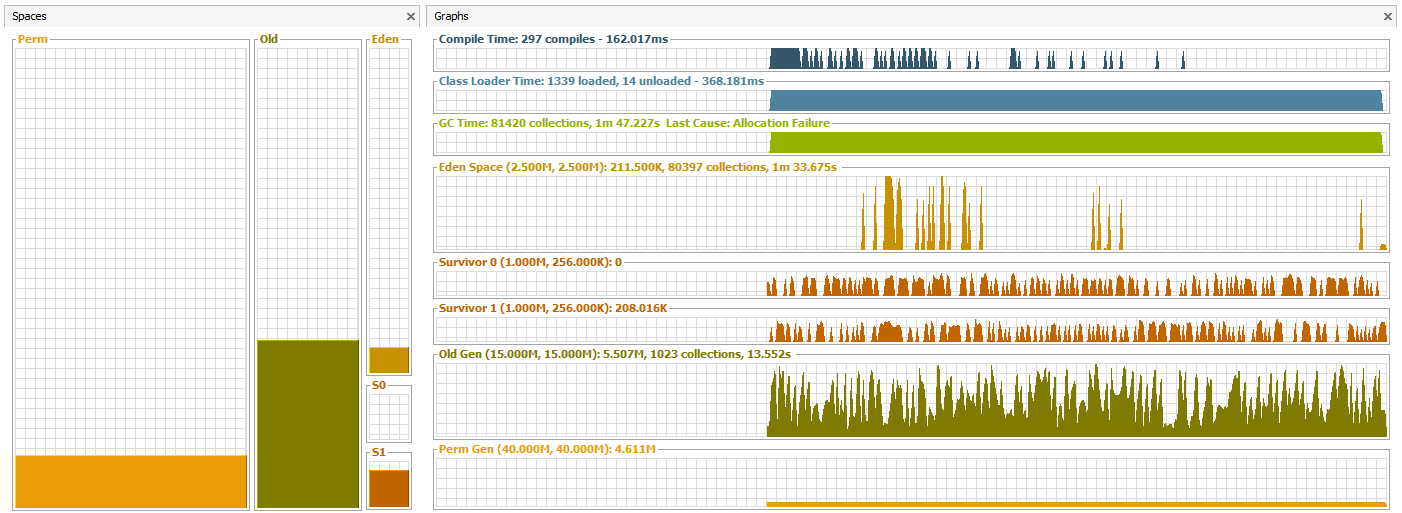 Spaces
Perm
Old
Eden
S0
S1
Graphs
Compile Time: 297 compiles - 162.017ms
Class Loader Time: 1339 loaded, 14 unloaded - 368.181ms
GC Time: 81420 collections, 1m 47.227s Last Cause: Allocation Failure
Eden Space (2.500M, 2.500M): 211.500K, 80397 collections, 1m 33.675s
Survivor 0 (1.000M, 256.000K): 0
Survivor 1 (1.000M, 256.000K): 208.016K
Old Gen (15.000M, 15.000M): 5.507M, 1023 collections, 13.552s
Perm Gen (40.000M, 40.000M): 4.611M